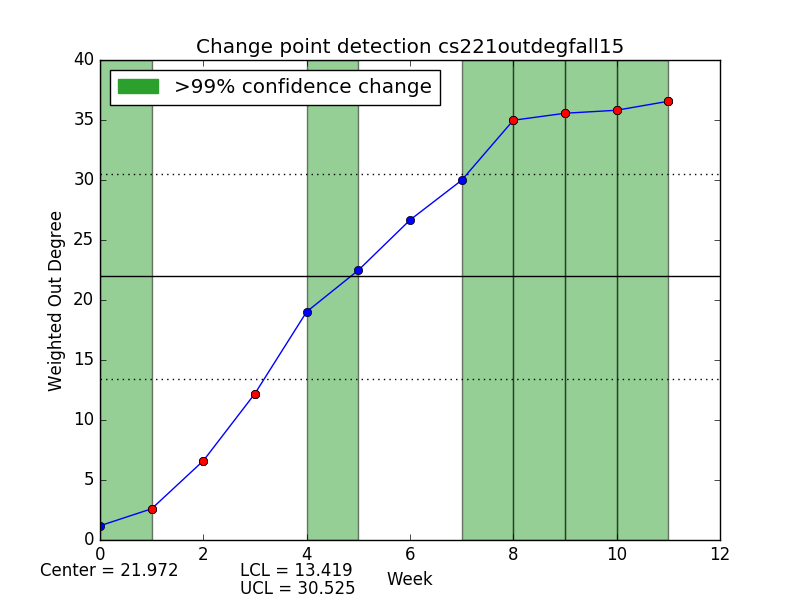 Change point detection cs221outdegfall15
>99% confidence change
Weighted Out Degree
40
35
30
25
20
15
10
5
0
0 2 4 6 8 10 12
Week
Center = 21.972
LCL = 13.419
UCL = 30.525